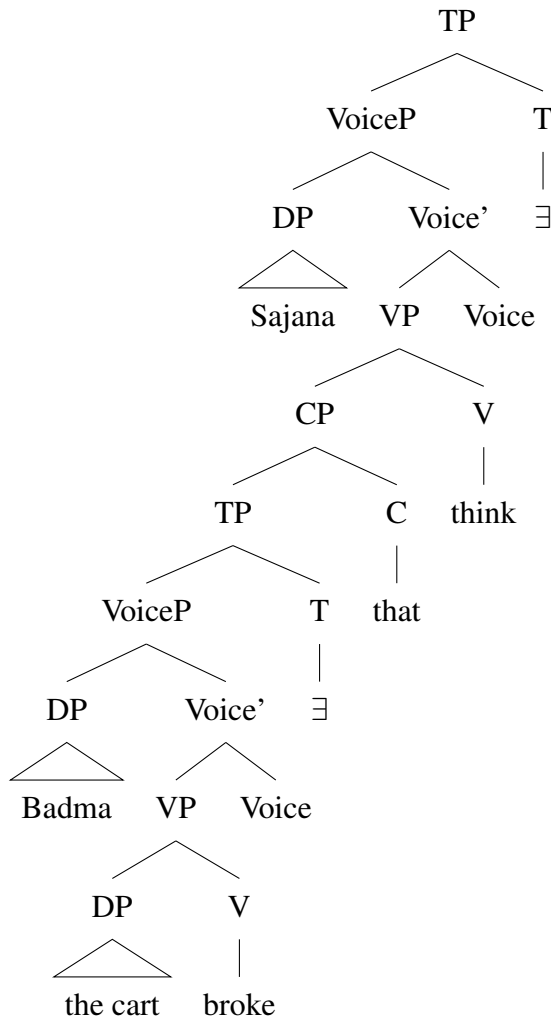 TP
VoiceP T
DP Voice’ ∃
Sajana VP Voice
CP V
TP C think
VoiceP T that
DP Voice’ ∃
Badma VP Voice
DP V
the cart broke